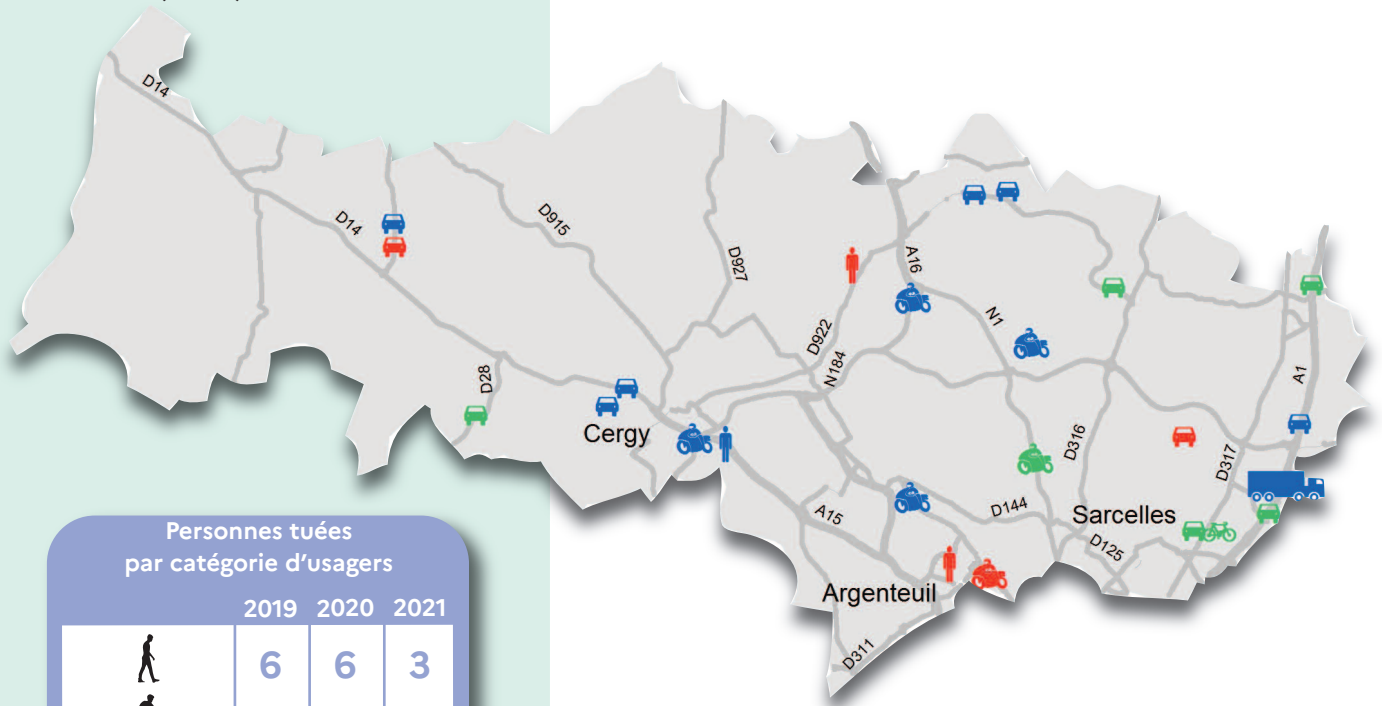 D14
D14
D915
D927
D28
D922
A16
N184
N1
D316
A1
D317
Cergy
A15
D144
Sarcelles
D125
Argenteuil
D311
Personnes tuées
par catégorie d’usagers
2019 2020 2021
6 6 3